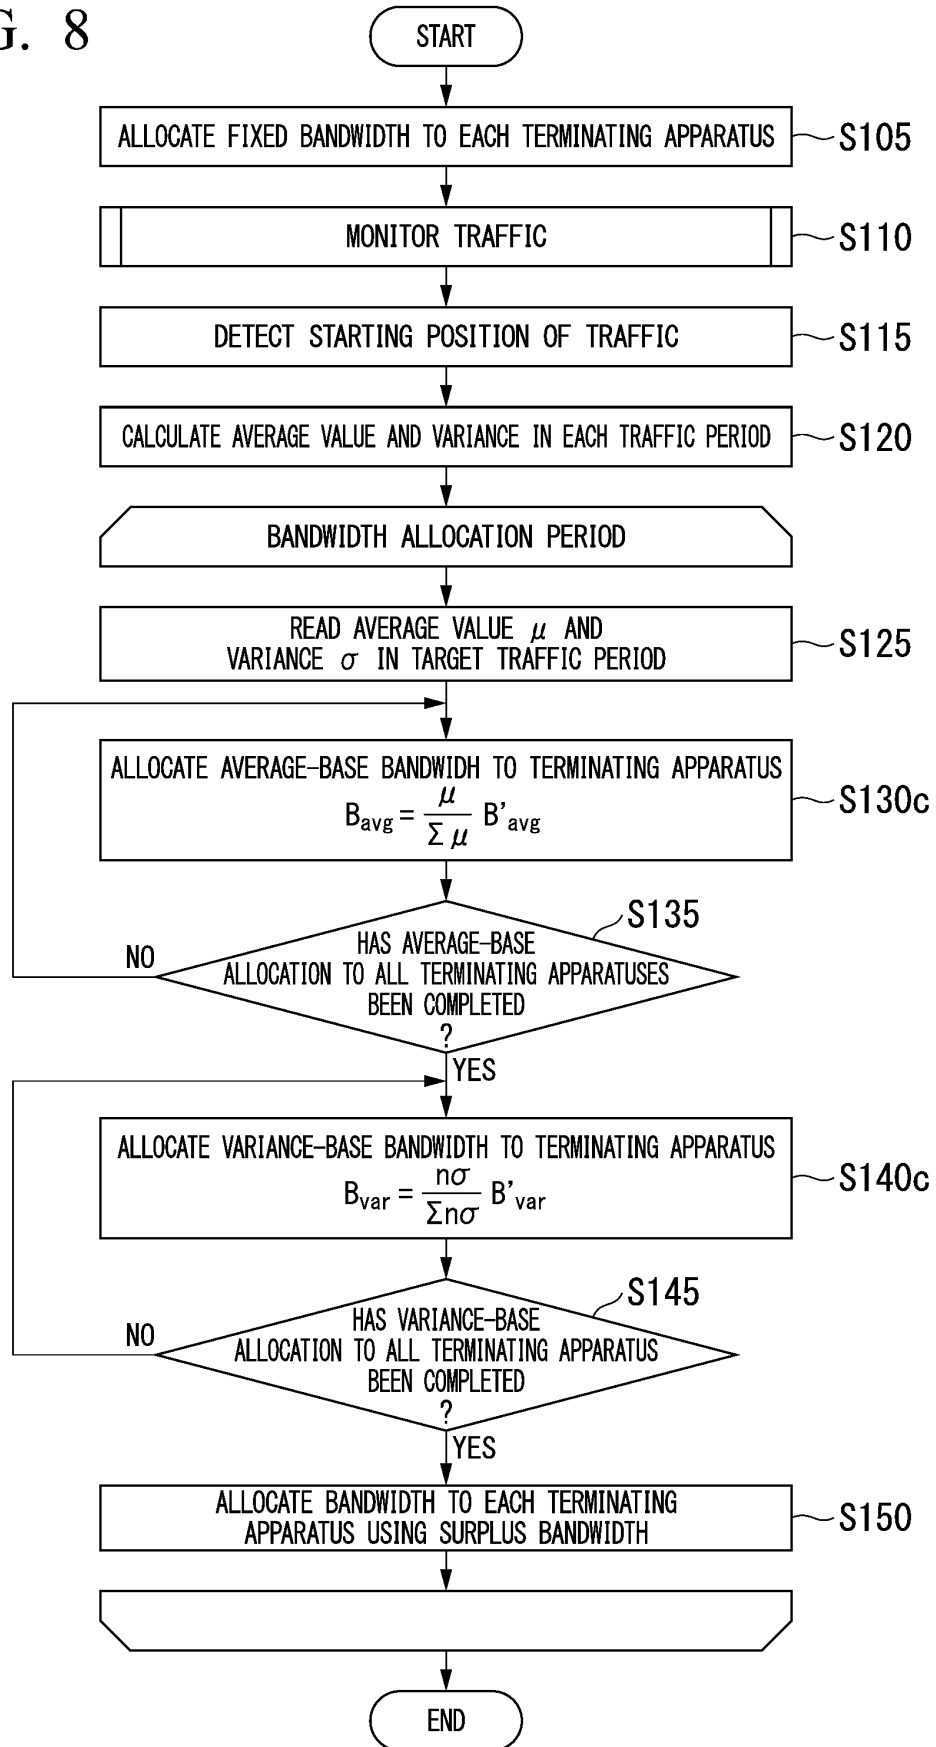 G. 8
START
ALLOCATE FIXED BANDWIDTH TO EACH TERMINATING APPARATUS
S105
MONITOR TRAFFIC
S110
DETECT STARTING POSITION OF TRAFFIC
S115
CALCULATE AVERAGE VALUE AND VARIANCE IN EACH TRAFFIC PERIOD
S120
BANDWIDTH ALLOCATION PERIOD
READ AVERAGE VALUE μ AND
VARIANCE σ IN TARGET TRAFFIC PERIOD
S125
ALLOCATE AVERAGE-BASE BANDWIDH TO TERMINATING APPARATUS
B_avg = μ / Σμ B'_avg
S130c
S135
HAS AVERAGE-BASE
ALLOCATION TO ALL TERMINATING APPARATUSES
BEEN COMPLETED
?
NO
YES
ALLOCATE VARIANCE-BASE BANDWIDTH TO TERMINATING APPARATUS
B_var = nσ / Σnσ B'_var
S140c
S145
HAS VARIANCE-BASE
ALLOCATION TO ALL TERMINATING APPARATUS
BEEN COMPLETED
?
NO
YES
ALLOCATE BANDWIDTH TO EACH TERMINATING
APPARATUS USING SURPLUS BANDWIDTH
S150
END